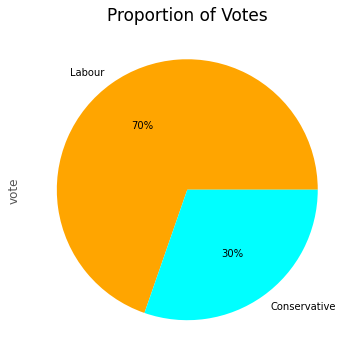 Proportion of Votes
Labour
70%
vote
30%
Conservative